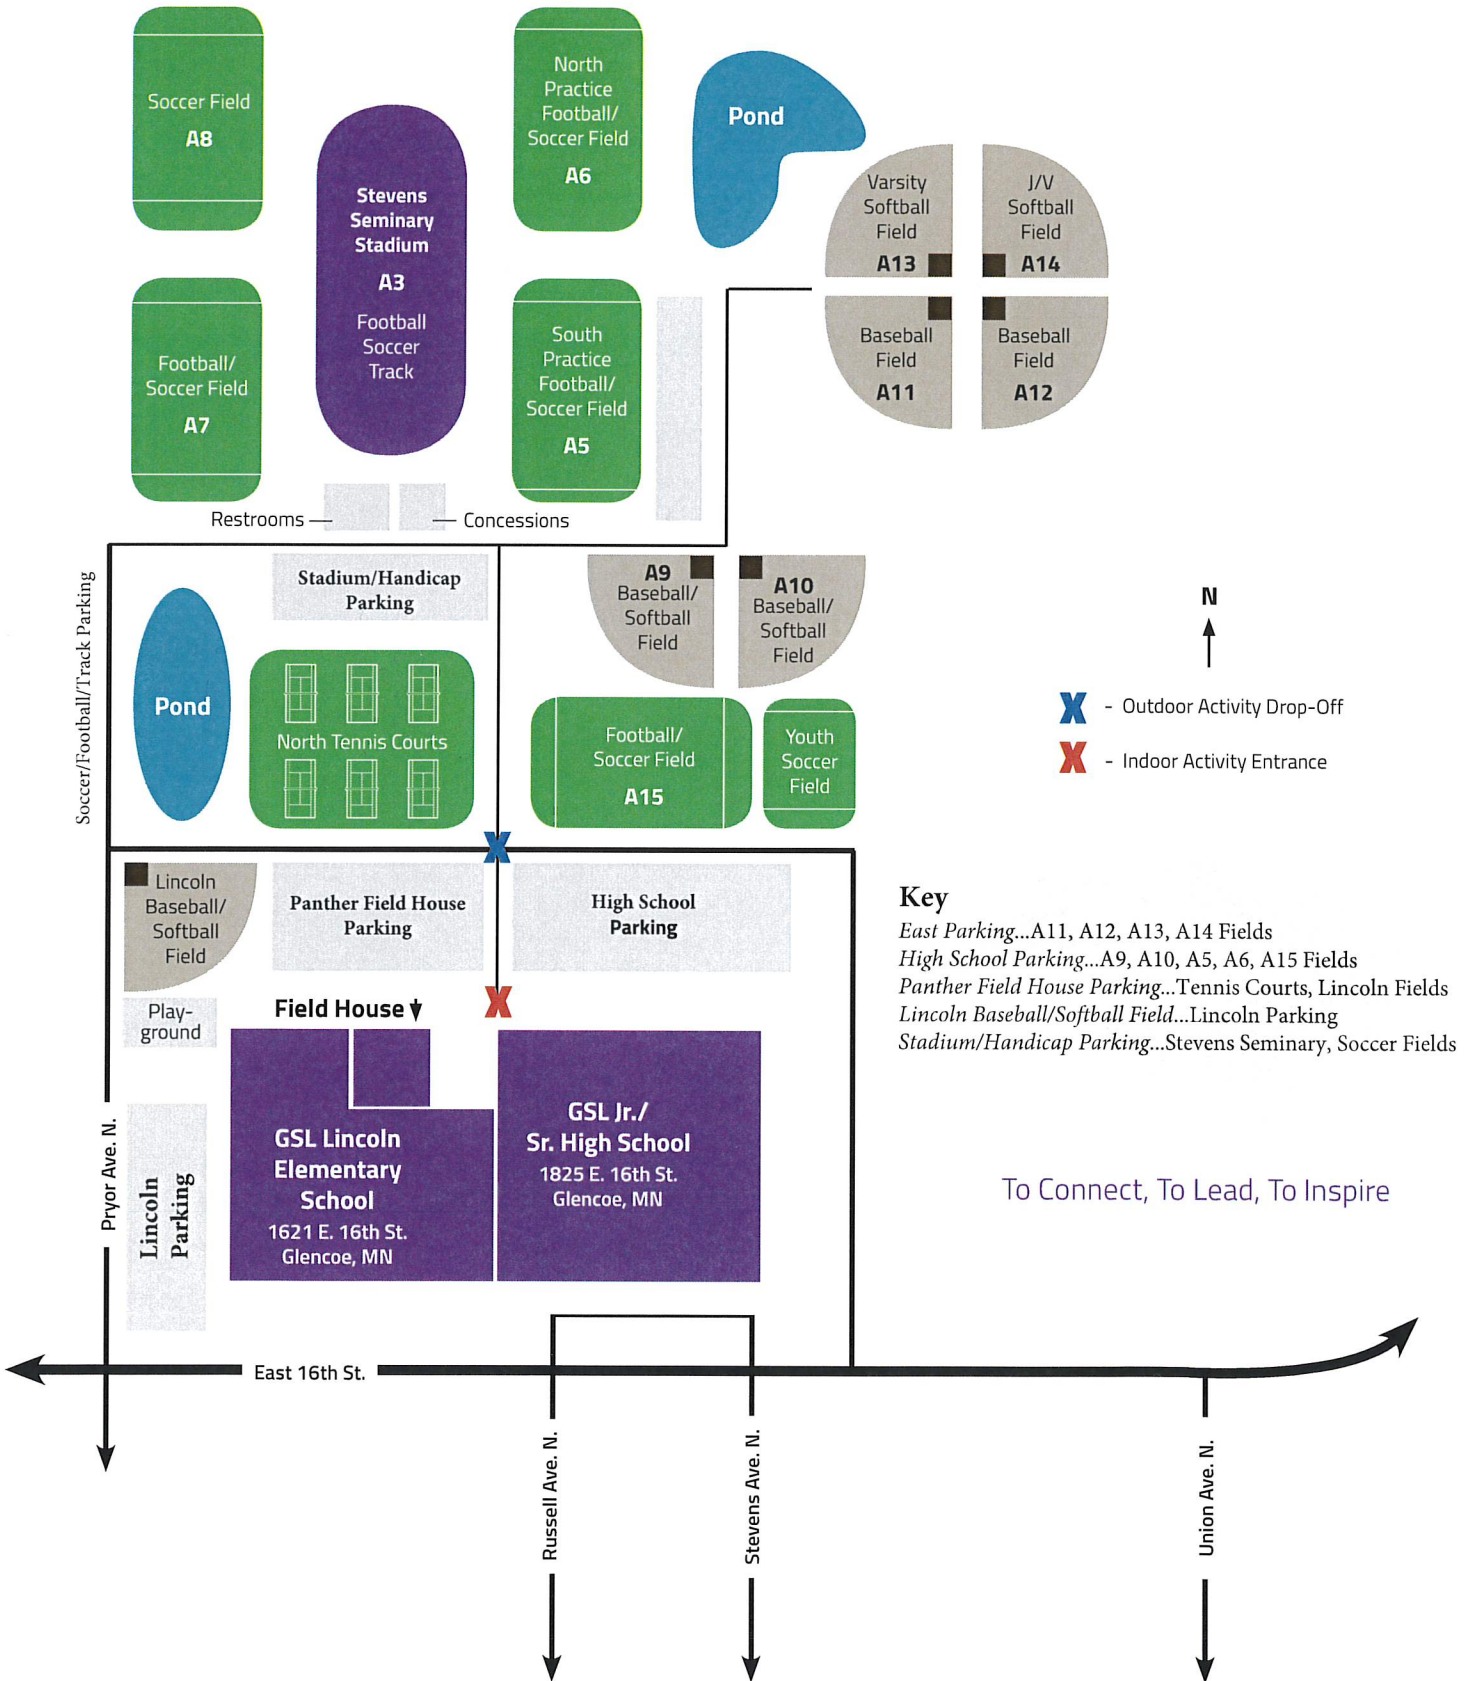 Soccer Field
A8
North
Practice
Football/
Soccer Field
A6
Pond
Stevens
Seminary
Stadium
A3
Football
Soccer
Track
Varsity
Softball
Field
A13
J/V
Softball
Field
A14
Football/
Soccer Field
A7
South
Practice
Football/
Soccer Field
A5
Baseball
Field
A11
Baseball
Field
A12
Restrooms
Concessions
Soccer/Football/Track Parking
Stadium/Handicap
Parking
A9
Baseball/
Softball
Field
A10
Baseball/
Softball
Field
N
Pond
North Tennis Courts
Football/
Soccer Field
A15
Youth
Soccer
Field
X - Outdoor Activity Drop-Off
X - Indoor Activity Entrance
X
Lincoln
Baseball/
Softball
Field
Panther Field House
Parking
High School
Parking
Key
East Parking...A11, A12, A13, A14 Fields
High School Parking...A9, A10, A5, A6, A15 Fields
Panther Field House Parking...Tennis Courts, Lincoln Fields
Lincoln Baseball/Softball Field...Lincoln Parking
Stadium/Handicap Parking...Stevens Seminary, Soccer Fields
Play-
ground
Field House
X
Pryor Ave. N.
Lincoln
Parking
GSL Lincoln
Elementary
School
1621 E. 16th St.
Glencoe, MN
GSL Jr./
Sr. High School
1825 E. 16th St.
Glencoe, MN
To Connect, To Lead, To Inspire
East 16th St.
Russell Ave. N.
Stevens Ave. N.
Union Ave. N.